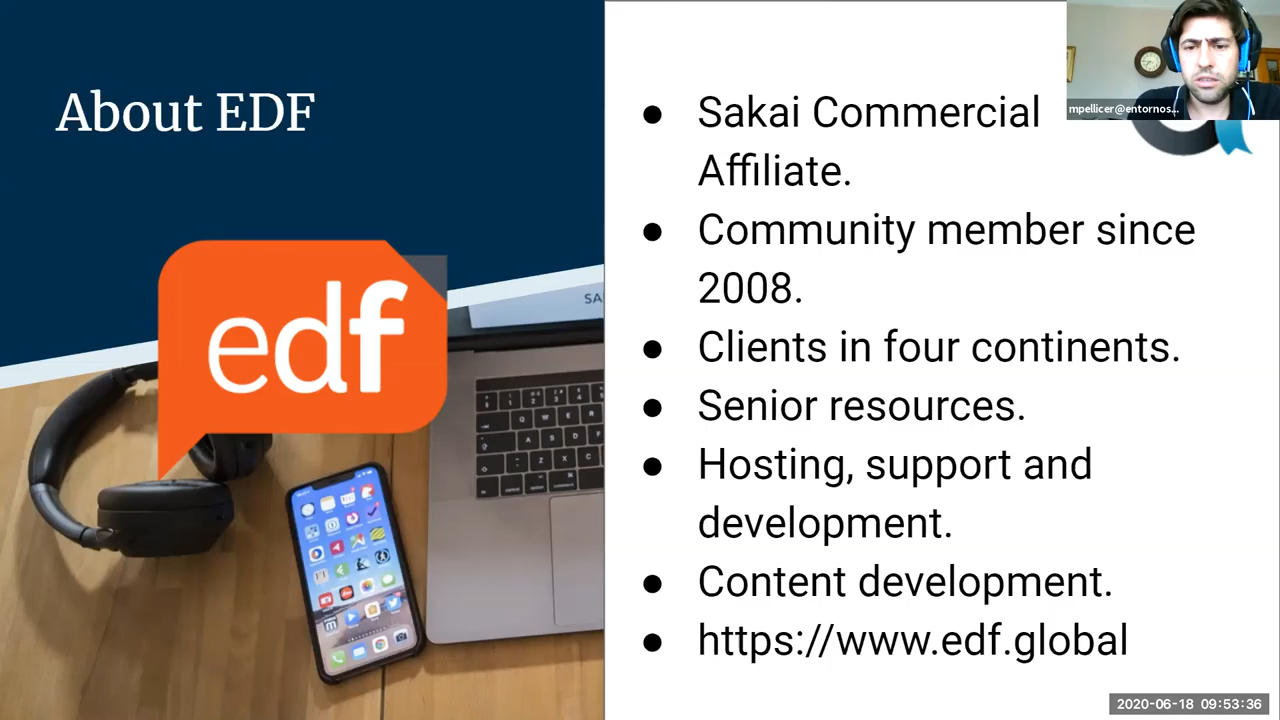 About EDF
edf
SA
● Sakai Commercial
Affiliate.
● Community member since
2008.
● Clients in four continents.
● Senior resources.
● Hosting, support and
development.
● Content development.
● https://www.edf.global
mpellicer@entornos...
2020-06-18 09:53:36